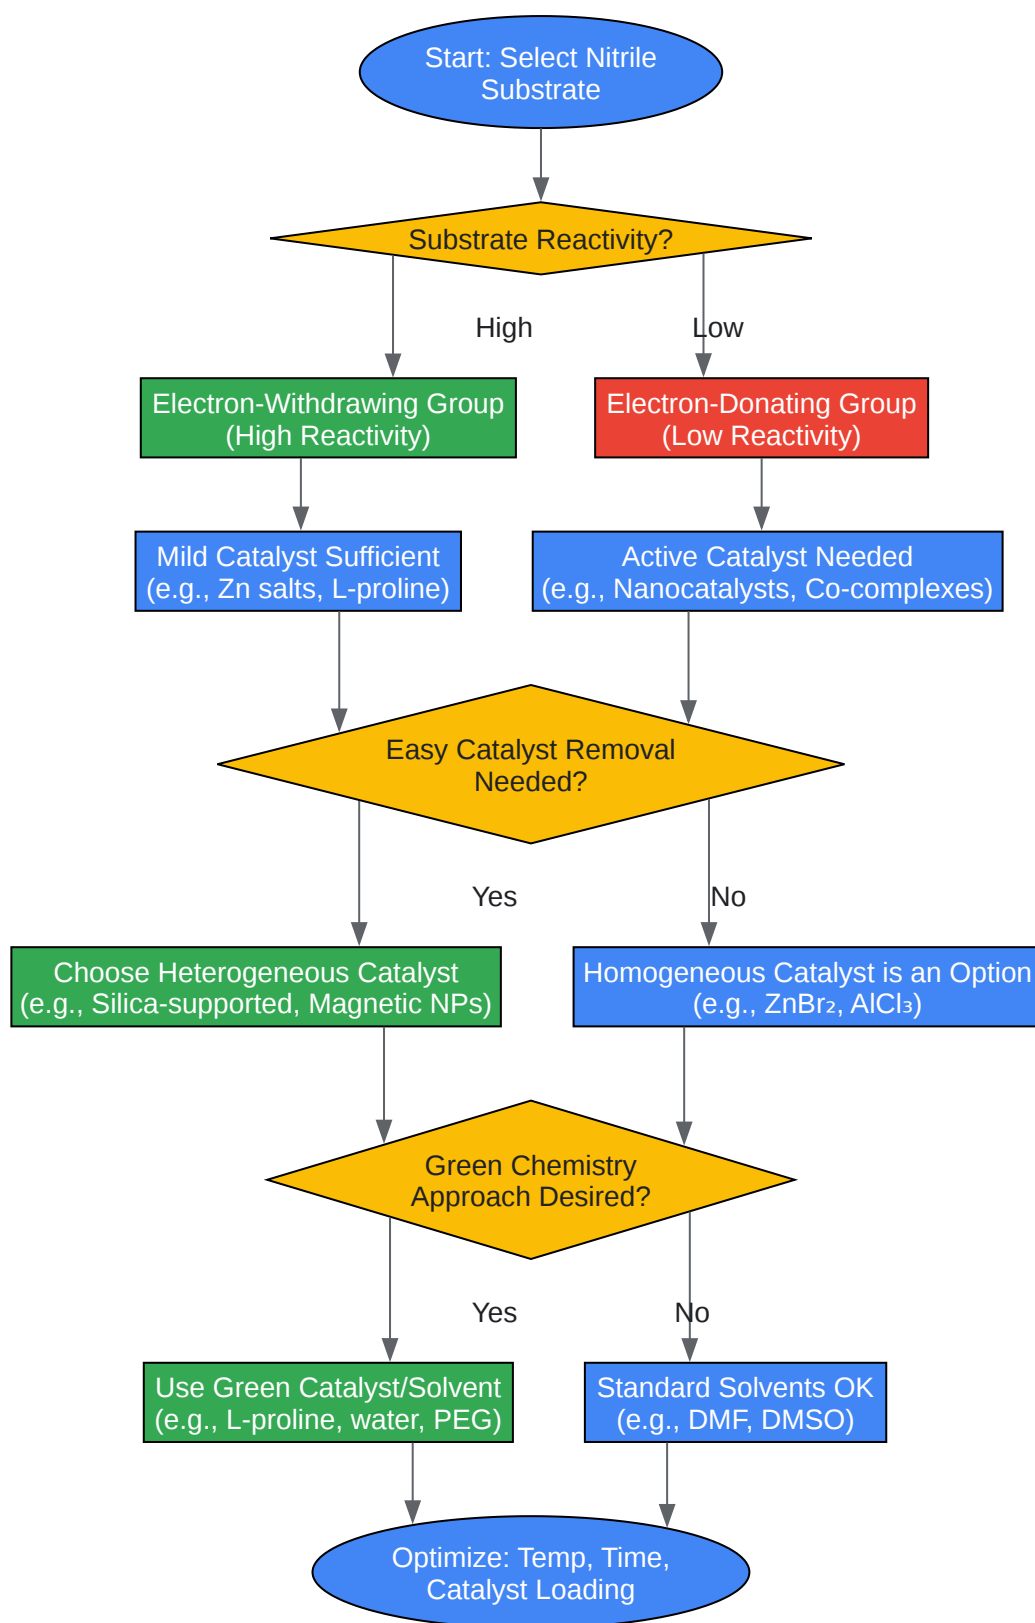 Start: Select Nitrile
Substrate
Substrate Reactivity?
High
Low
Electron-Withdrawing Group
(High Reactivity)
Electron-Donating Group
(Low Reactivity)
Mild Catalyst Sufficient
(e.g., Zn salts, L-proline)
Active Catalyst Needed
(e.g., Nanocatalysts, Co-complexes)
Easy Catalyst Removal
Needed?
Yes
No
Choose Heterogeneous Catalyst
(e.g., Silica-supported, Magnetic NPs)
Homogeneous Catalyst is an Option
(e.g., ZnBr₂, AlCl₃)
Green Chemistry
Approach Desired?
Yes
No
Use Green Catalyst/Solvent
(e.g., L-proline, water, PEG)
Standard Solvents OK
(e.g., DMF, DMSO)
Optimize: Temp, Time,
Catalyst Loading